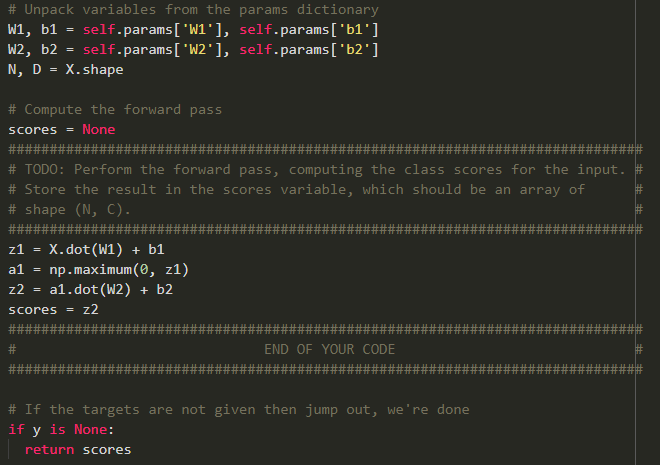 # Unpack variables from the params dictionary
W1, b1 = self.params['W1'], self.params['b1']
W2, b2 = self.params['W2'], self.params['b2']
N, D = X.shape
# Compute the forward pass
scores = None
#############################################################################
# TODO: Perform the forward pass, computing the class scores for the input. #
# Store the result in the scores variable, which should be an array of      #
# shape (N, C).                                                             #
#############################################################################
z1 = X.dot(W1) + b1
a1 = np.maximum(0, z1)
z2 = a1.dot(W2) + b2
scores = z2
#############################################################################
#                              END OF YOUR CODE                             #
#############################################################################
# If the targets are not given then jump out, we're done
if y is None:
  return scores